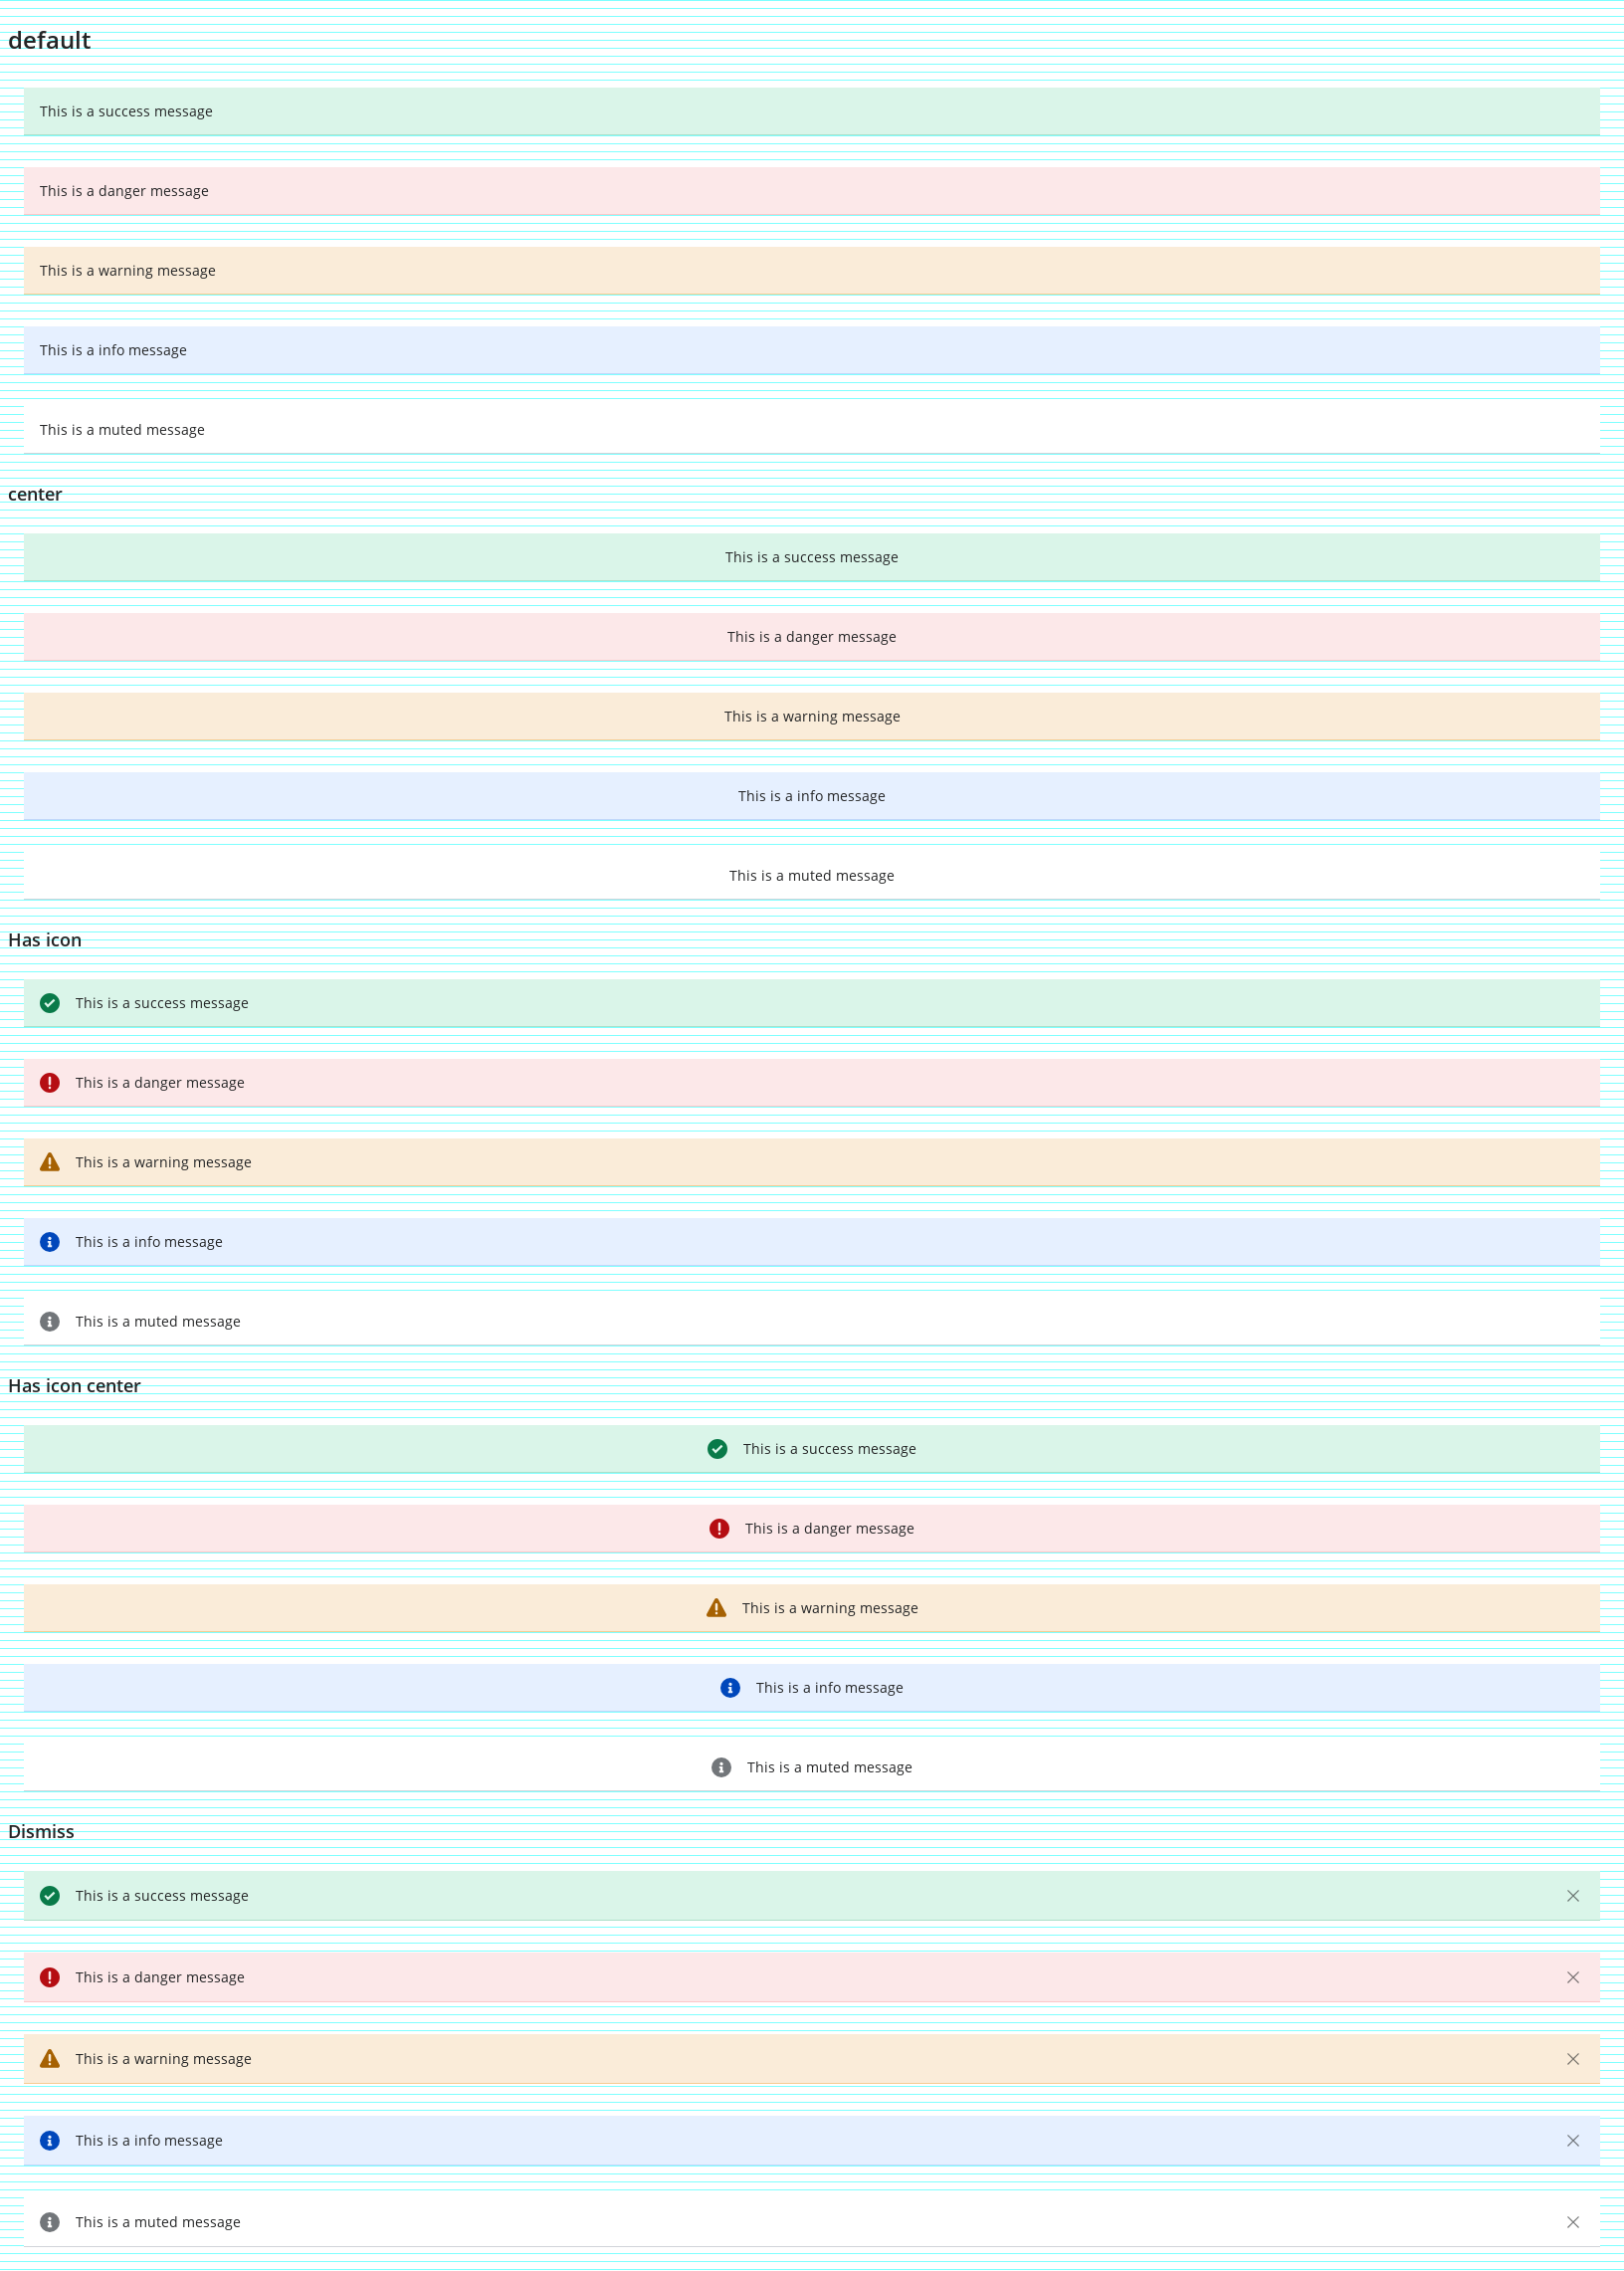 default
This is a success message
This is a danger message
This is a warning message
This is a info message
This is a muted message
center
This is a success message
This is a danger message
This is a warning message
This is a info message
This is a muted message
Has icon
This is a success message
This is a danger message
This is a warning message
This is a info message
This is a muted message
Has icon center
This is a success message
This is a danger message
This is a warning message
This is a info message
This is a muted message
Dismiss
This is a success message
This is a danger message
This is a warning message
This is a info message
This is a muted message